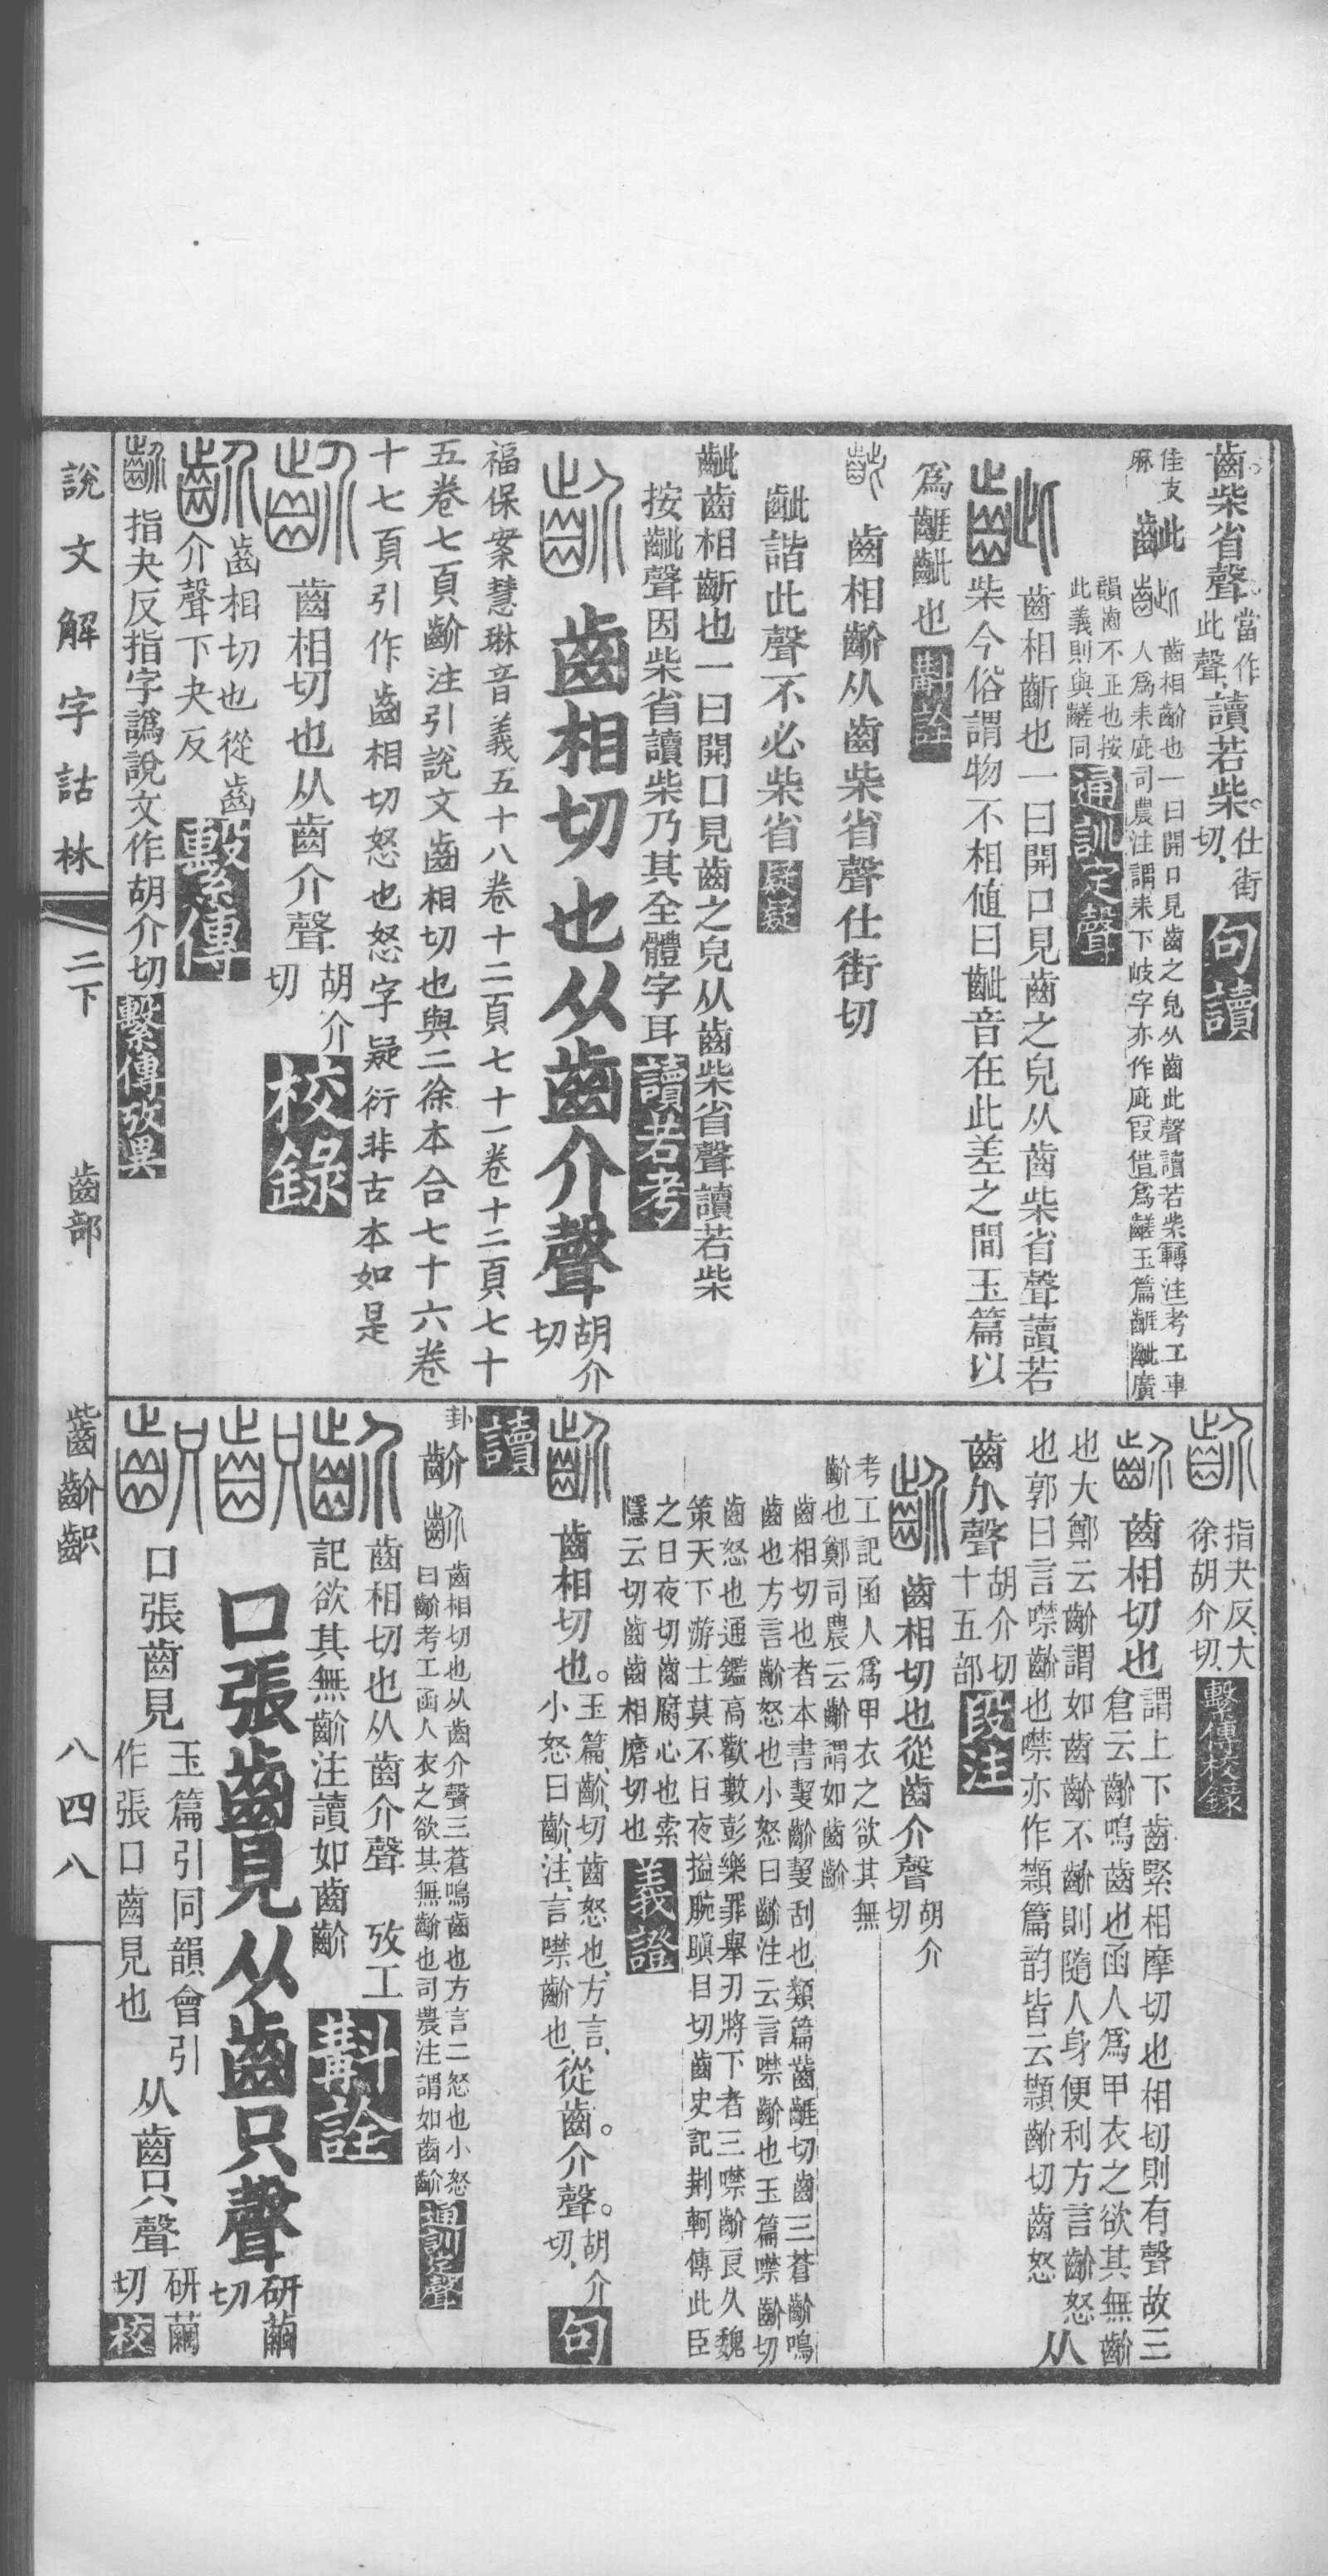 齒柴省聲當作此聲讀若柴仕街切句讀
佳支麻
齜齒相齘也一曰開口見齒之皃从齒此聲讀若柴轉注考工車
人爲耒庛司農注謂耒下岐字亦作庛叚借爲齹玉篇齜廣
韻齒不正也按
此義則與齹同通訓定聲
齒相齗也一曰開口見齒之皃从齒柴省聲讀若
柴今俗謂物不相値曰齜音在此差之間玉篇以
爲齜也斠詮
齒相齘从齒柴省聲仕街切
齜諧此聲不必柴省疑疑
齜齒相齗也一曰開口見齒之皃从齒柴省聲讀若柴
按齜聲因柴省讀柴乃其全體字耳讀若考
齒相切也从齒介聲胡介切
福保案慧琳音義五十八卷十二頁七十一卷十二頁七十
五卷七頁齘注引說文齒相切也與二徐本合七十六卷
十七頁引作齒相切怒也怒字疑衍非古本如是
齒相切也从齒介聲胡介切校錄
齒相切也從齒
介聲下夬反繫傳
指夬反指字譌說文作胡介切繫傳攷異
指夬反大
徐胡介切繫傳校錄
齒相切也謂上下齒緊相摩切也相切則有聲故三
倉云齘鳴齒也函人爲甲衣之欲其無齘
也大鄭云齘謂如齒齘不齘則隨人身便利方言齘怒
也郭曰言噤齘也噤亦作類篇韵皆云齘切齒怒从
齒介聲胡介切十五部段注
齒相切也從齒介聲胡介切
考工記函人爲甲衣之欲其無
齘也鄭司農云齘謂如齒齘
齒相切也者本書㓞齘㓞刮也類篇齒切齒三蒼齘鳴
齒也方言齘怒也小怒曰齘注云言噤齘也玉篇噤齘切
齒怒也通鑑高歡數彭樂罪舉刃將下者三噤齘良久魏
策天下游士莫不日夜搤腕瞋目切齒史記荆軻傳此臣
之日夜切齒腐心也索
隱云切齒齒相磨切也義證
齒相切也。玉篇、齘、切齒怒也、方言、小怒曰齘、注、言噤齘也、從齒。介聲。胡介切、句
讀
卦
齘齒相切也从齒介聲三蒼鳴齒也方言二怒也小怒
曰齘考工函人衣之欲其無齘也司農注謂如齒齘通訓定聲
齒相切也从齒介聲攷工
記欲其無齘注讀如齒齘斠詮
口張齒見从齒只聲研繭切
口張齒見玉篇引同韻會引作張口齒見也从齒只聲研繭切校
說文解字詁林二下齒部齜齘䶕八四八